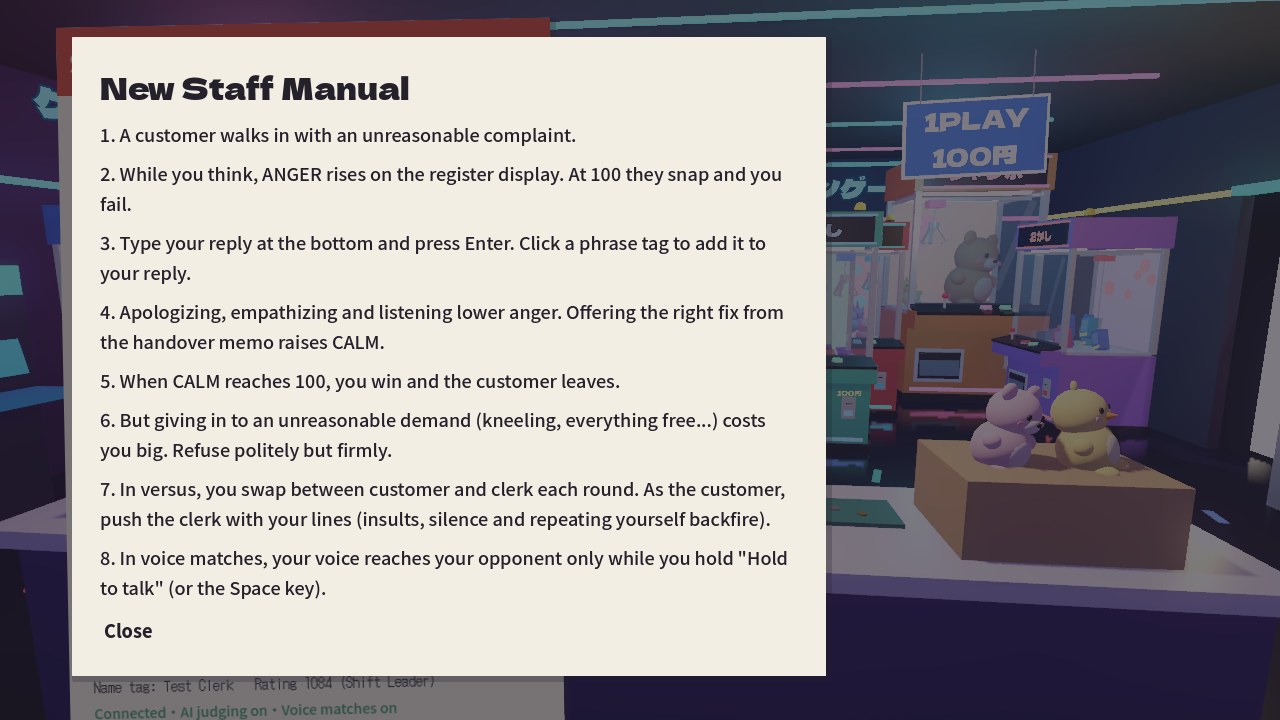 New Staff Manual
1. A customer walks in with an unreasonable complaint.
2. While you think, ANGER rises on the register display. At 100 they snap and you
fail.
3. Type your reply at the bottom and press Enter. Click a phrase tag to add it to
your reply.
4. Apologizing, empathizing and listening lower anger. Offering the right fix from
the handover memo raises CALM.
5. When CALM reaches 100, you win and the customer leaves.
6. But giving in to an unreasonable demand (kneeling, everything free...) costs
you big. Refuse politely but firmly.
7. In versus, you swap between customer and clerk each round. As the customer,
push the clerk with your lines (insults, silence and repeating yourself backfire).
8. In voice matches, your voice reaches your opponent only while you hold "Hold
to talk" (or the Space key).
Close
Name tag: Test Clerk Rating 1084 (Shift Leader)
Connected・AI judging on・Voice matches on
1PLAY
100円
おかし
100円